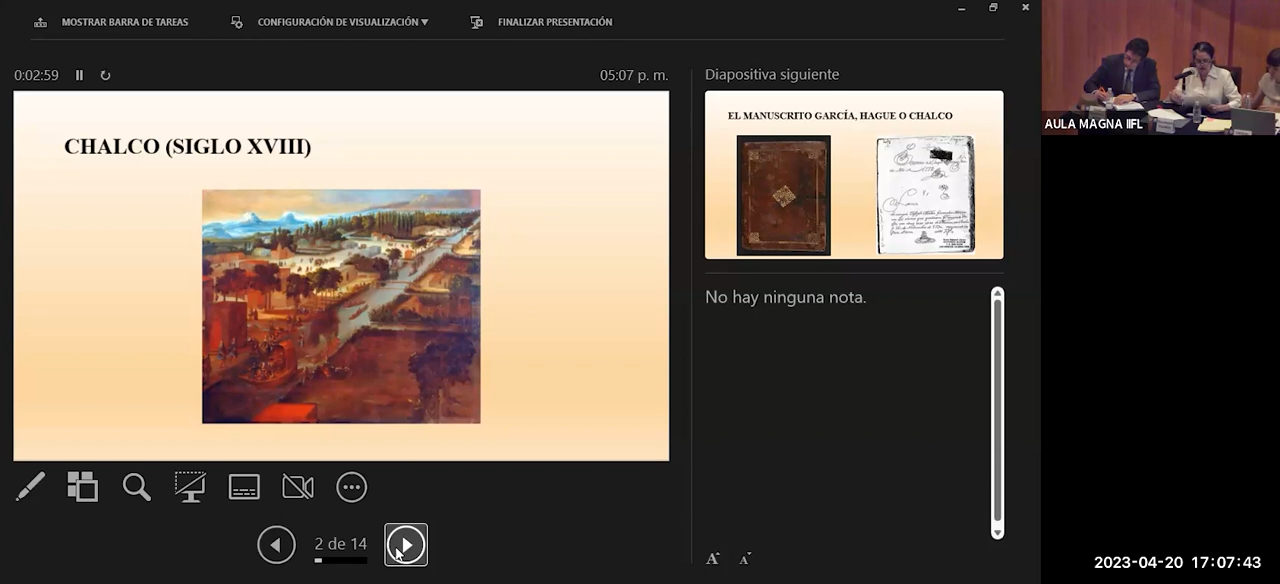 MOSTRAR BARRA DE TAREAS
CONFIGURACIÓN DE VISUALIZACIÓN ▼
FINALIZAR PRESENTACIÓN
0:02:59
05:07 p. m.
Diapositiva siguiente
CHALCO (SIGLO XVIII)
EL MANUSCRITO GARCÍA, HAGUE O CHALCO
AULA MAGNA IIFL
No hay ninguna nota.
2 de 14
A A
2023-04-20 17:07:43